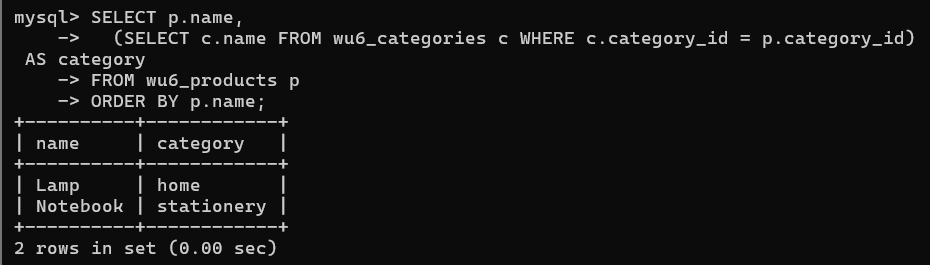 mysql> SELECT p.name,
    ->   (SELECT c.name FROM wu6_categories c WHERE c.category_id = p.category_id)
 AS category
    -> FROM wu6_products p
    -> ORDER BY p.name;
+----------+------------+
| name     | category   |
+----------+------------+
| Lamp     | home       |
| Notebook | stationery |
+----------+------------+
2 rows in set (0.00 sec)